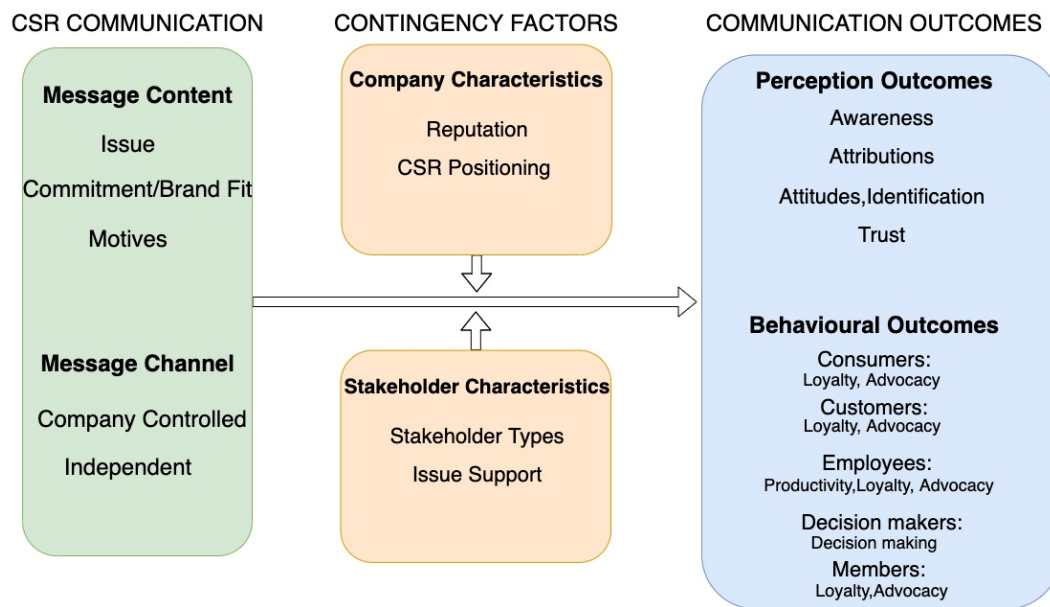 CSR COMMUNICATION
Message Content
Issue
Commitment/Brand Fit
Motives
Message Channel
Company Controlled
Independent
CONTINGENCY FACTORS
Company Characteristics
Reputation
CSR Positioning
Stakeholder Characteristics
Stakeholder Types
Issue Support
COMMUNICATION OUTCOMES
Perception Outcomes
Awareness
Attributions
Attitudes,Identification
Trust
Behavioural Outcomes
Consumers:
Loyalty, Advocacy
Customers:
Loyalty, Advocacy
Employees:
Productivity,Loyalty, Advocacy
Decision makers:
Decision making
Members:
Loyalty,Advocacy